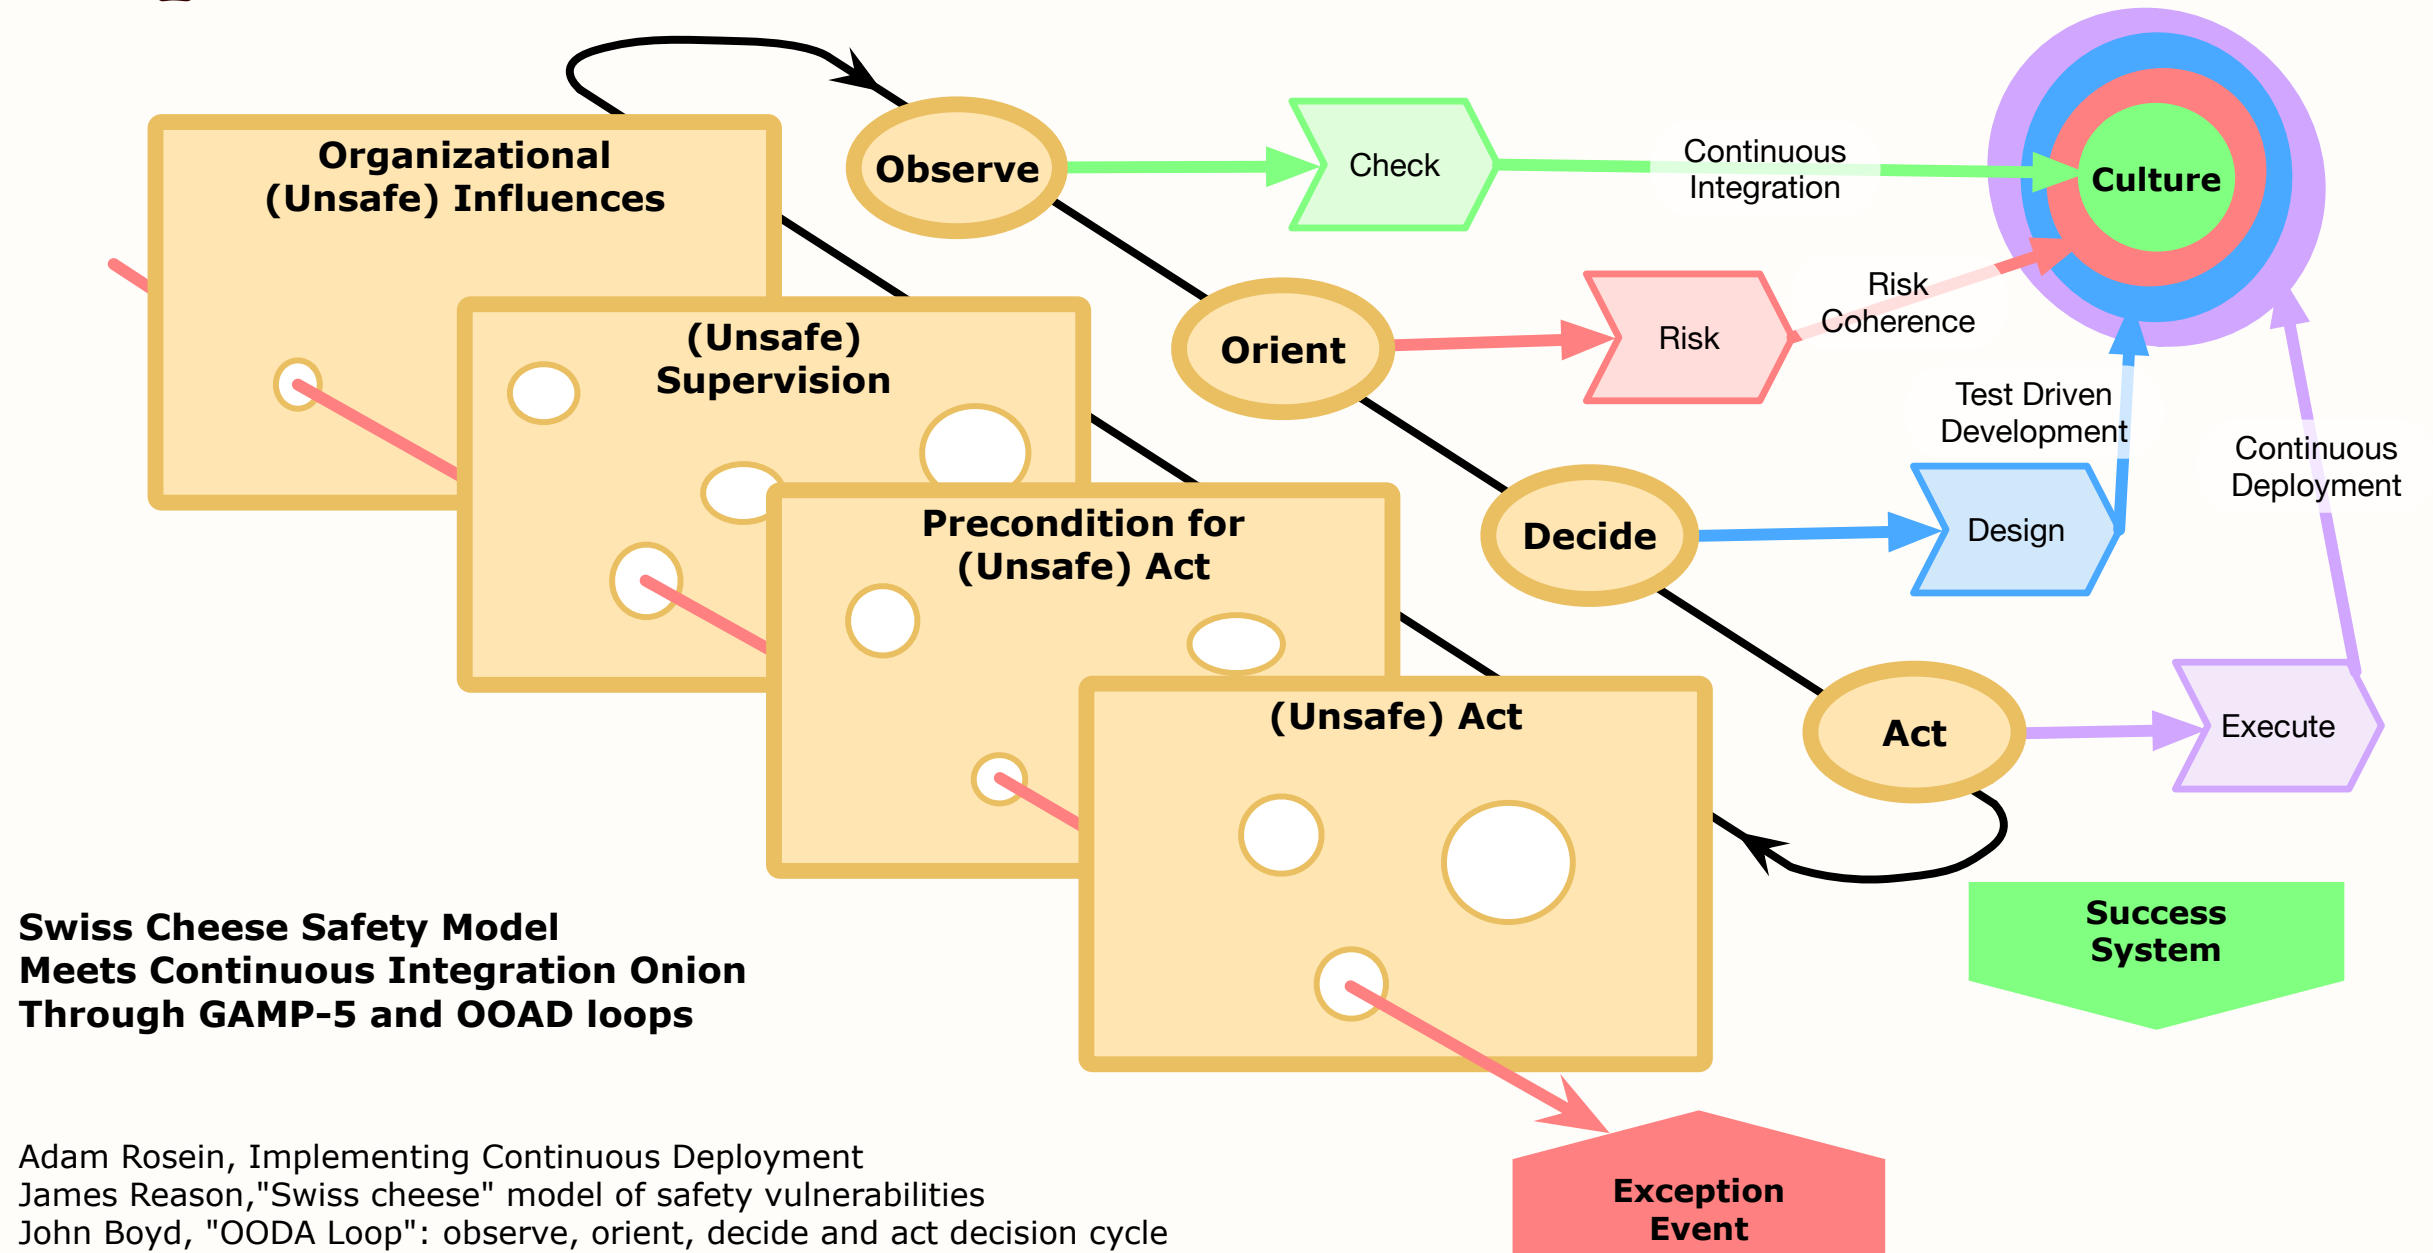 Organizational
(Unsafe) Influences
(Unsafe)
Supervision
Precondition for
(Unsafe) Act
(Unsafe) Act
Observe
Orient
Decide
Act
Check
Risk
Design
Execute
Continuous
Integration
Risk
Coherence
Test Driven
Development
Continuous
Deployment
Culture
Success
System
Exception
Event
Swiss Cheese Safety Model
Meets Continuous Integration Onion
Through GAMP-5 and OOAD loops
Adam Rosein, Implementing Continuous Deployment
James Reason,"Swiss cheese" model of safety vulnerabilities
John Boyd, "OODA Loop": observe, orient, decide and act decision cycle